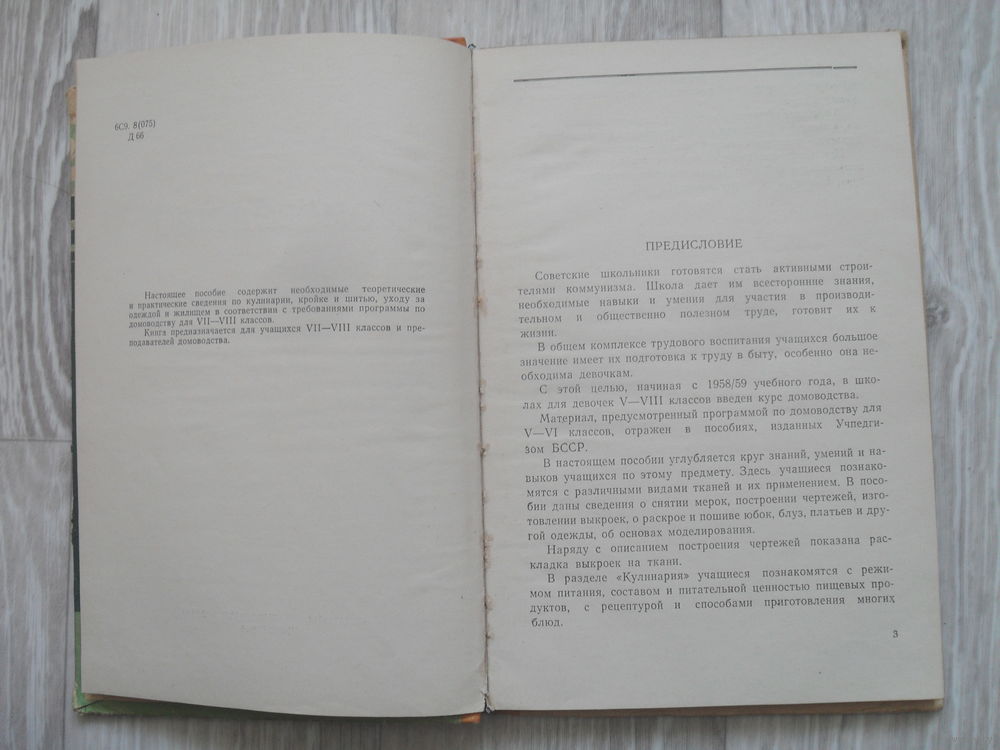 6С9. 8(075)
Д 66
Настоящее пособие содержит необходимые теоретические
и практические сведения по кулинарии, кройке и шитью, уходу за
одеждой и жилищем в соответствии с требованиями программы по
домоводству для VII—VIII классов.
Книга предназначается для учащихся VII—VIII классов и пре-
подавателей домоводства.
ПРЕДИСЛОВИЕ
Советские школьники готовятся стать активными строи-
телями коммунизма. Школа дает им всесторонние знания,
необходимые навыки и умения для участия в производи-
тельном и общественно полезном труде, готовит их к
жизни.
В общем комплексе трудового воспитания учащихся большое
значение имеет их подготовка к труду в быту, особенно она не-
обходима девочкам.
С этой целью, начиная с 1958/59 учебного года, в шко-
лах для девочек V—VIII классов введен курс домоводства.
Материал, предусмотренный программой по домоводству для
V—VI классов, отражен в пособиях, изданных Учпедги-
зом БССР.
В настоящем пособии углубляется круг знаний, умений и на-
выков учащихся по этому предмету. Здесь учащиеся познако-
мятся с различными видами тканей и их применением. В посо-
бии даны сведения о снятии мерок, построении чертежей, изго-
товлении выкроек, о раскрое и пошиве юбок, блуз, платьев и дру-
гой одежды, об основах моделирования.
Наряду с описанием построения чертежей показана рас-
кладка выкроек на ткани.
В разделе «Кулинария» учащиеся познакомятся с режи-
мом питания, составом и питательной ценностью пищевых про-
дуктов, с рецептурой и способами приготовления многих
блюд.
3